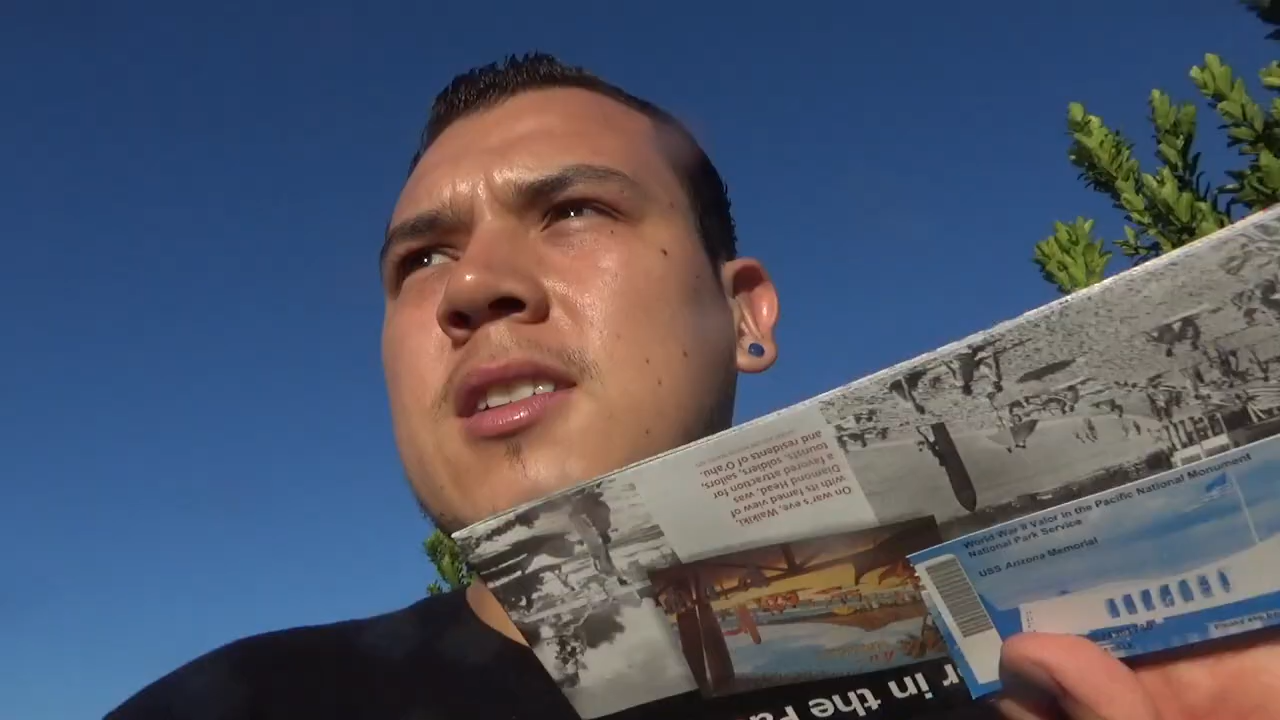 On war's eve, Waikiki,
with its famed view of
Diamond Head, was
a favored attraction for
tourists, soldiers, sailors,
and residents of O'ahu.
in the
World War II Valor in the Pacific National Monument
National Park Service
USS Arizona Memorial